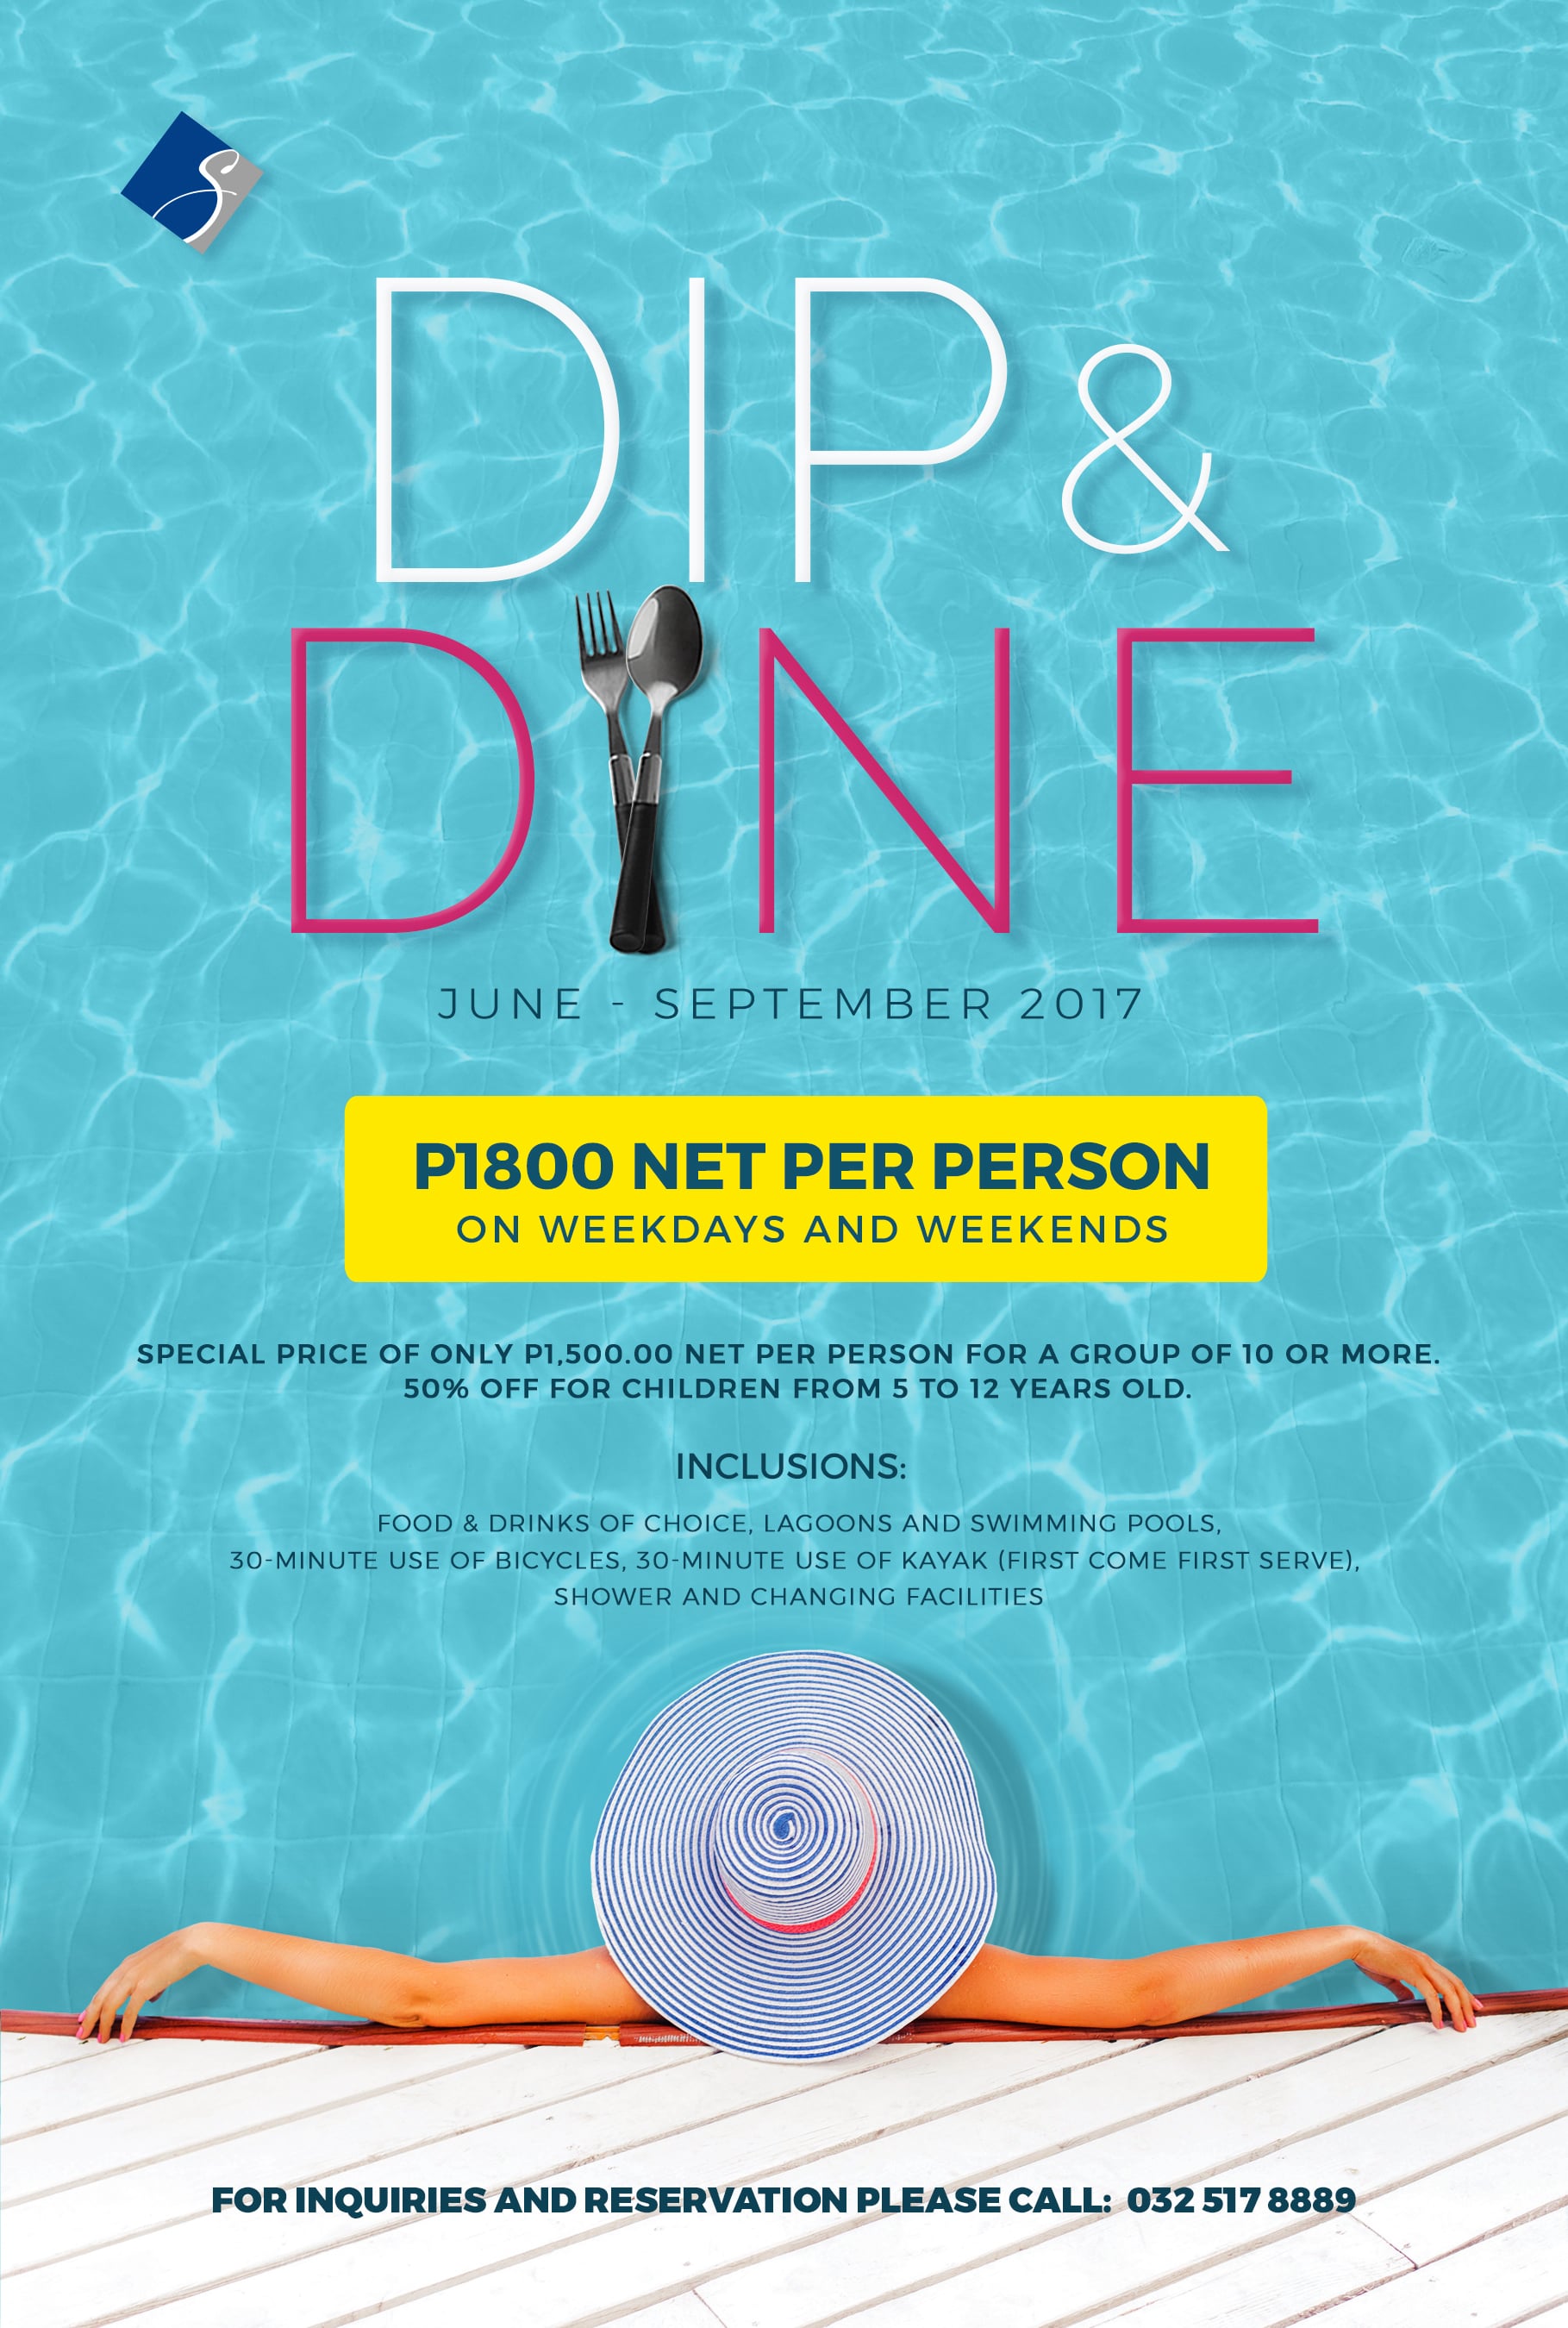 DIP &
DINE
JUNE - SEPTEMBER 2017
P1800 NET PER PERSON
ON WEEKDAYS AND WEEKENDS
SPECIAL PRICE OF ONLY P1,500.00 NET PER PERSON FOR A GROUP OF 10 OR MORE.
50% OFF FOR CHILDREN FROM 5 TO 12 YEARS OLD.
INCLUSIONS:
FOOD & DRINKS OF CHOICE, LAGOONS AND SWIMMING POOLS,
30-MINUTE USE OF BICYCLES, 30-MINUTE USE OF KAYAK (FIRST COME FIRST SERVE),
SHOWER AND CHANGING FACILITIES
FOR INQUIRIES AND RESERVATION PLEASE CALL: 032 517 8889